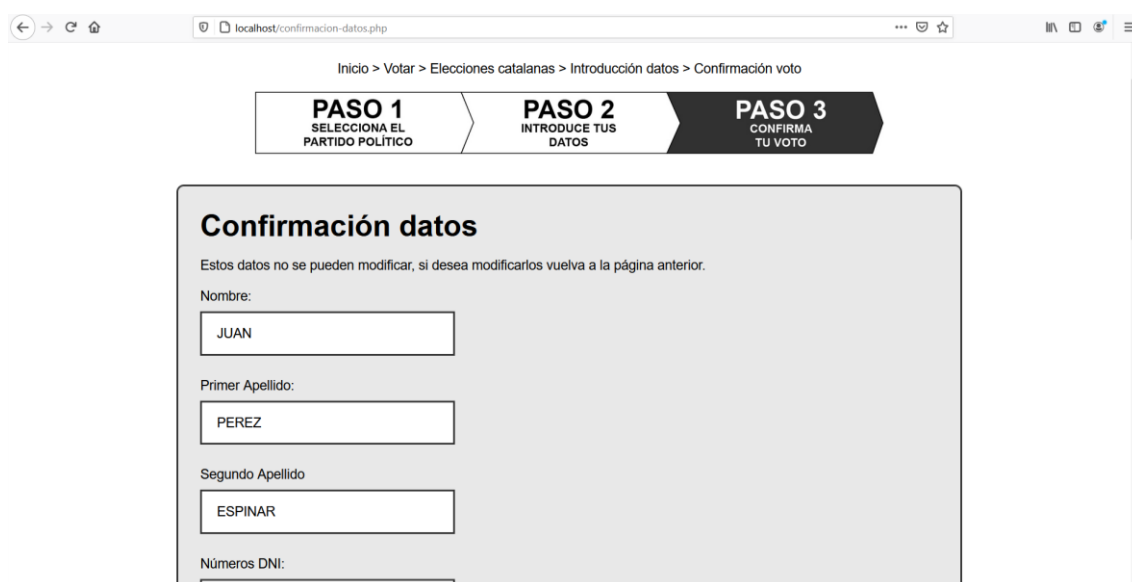 localhost/confirmacion-datos.php
Inicio > Votar > Elecciones catalanas > Introducción datos > Confirmación voto
PASO 1
SELECCIONA EL
PARTIDO POLÍTICO
PASO 2
INTRODUCE TUS
DATOS
PASO 3
CONFIRMA
TU VOTO
Confirmación datos
Estos datos no se pueden modificar, si desea modificarlos vuelva a la página anterior.
Nombre:
JUAN
Primer Apellido:
PEREZ
Segundo Apellido
ESPINAR
Números DNI: